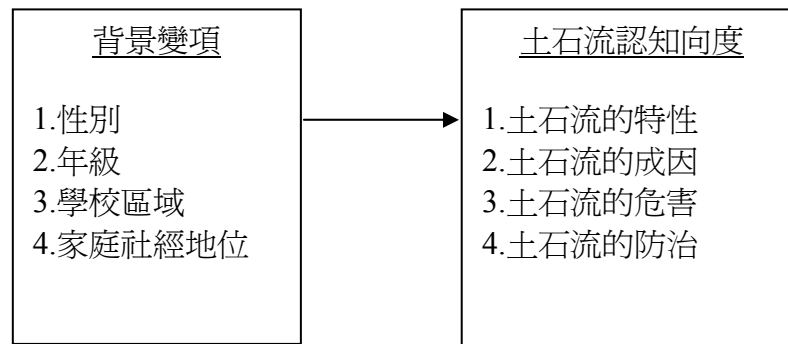 背景變項
1.性別
2.年級
3.學校區域
4.家庭社經地位
土石流認知向度
1.土石流的特性
2.土石流的成因
3.土石流的危害
4.土石流的防治